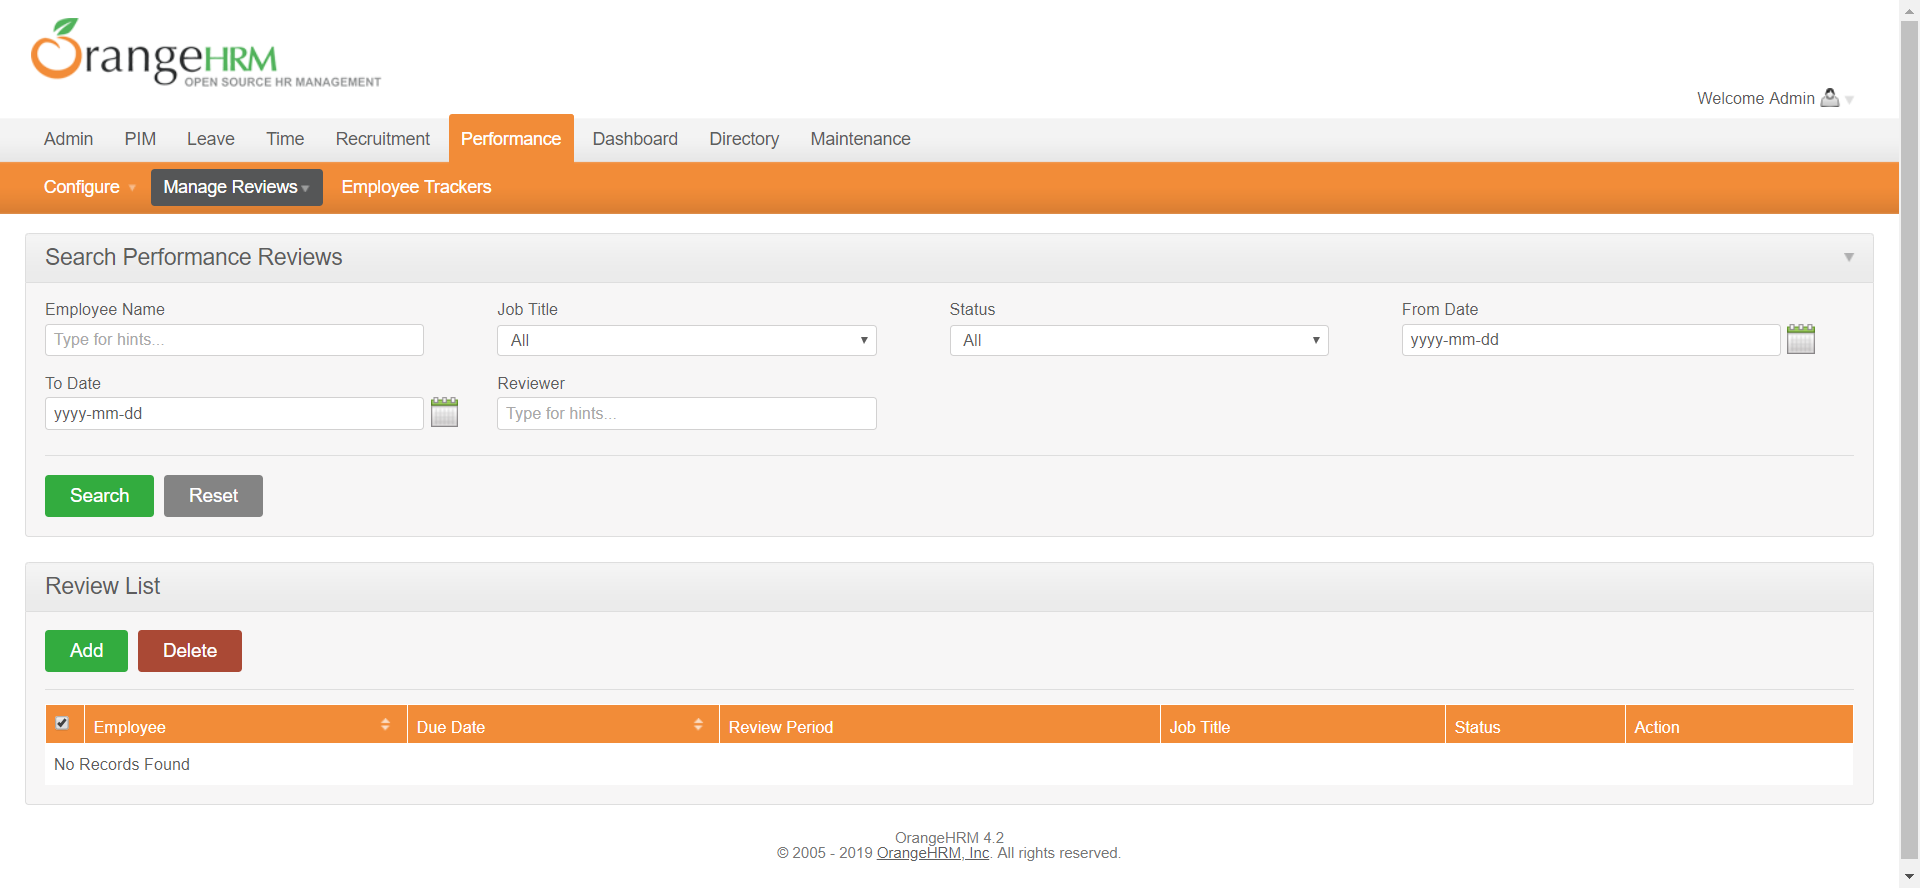 OrangeHRM
OPEN SOURCE HR MANAGEMENT
Welcome Admin
Admin PIM Leave Time Recruitment Performance Dashboard Directory Maintenance
Configure Manage Reviews Employee Trackers
Search Performance Reviews
Employee Name Job Title Status From Date
Type for hints... All All yyyy-mm-dd
To Date Reviewer
yyyy-mm-dd Type for hints...
Search Reset
Review List
Add Delete
Employee Due Date Review Period Job Title Status Action
No Records Found
OrangeHRM 4.2
© 2005 - 2019 OrangeHRM, Inc. All rights reserved.